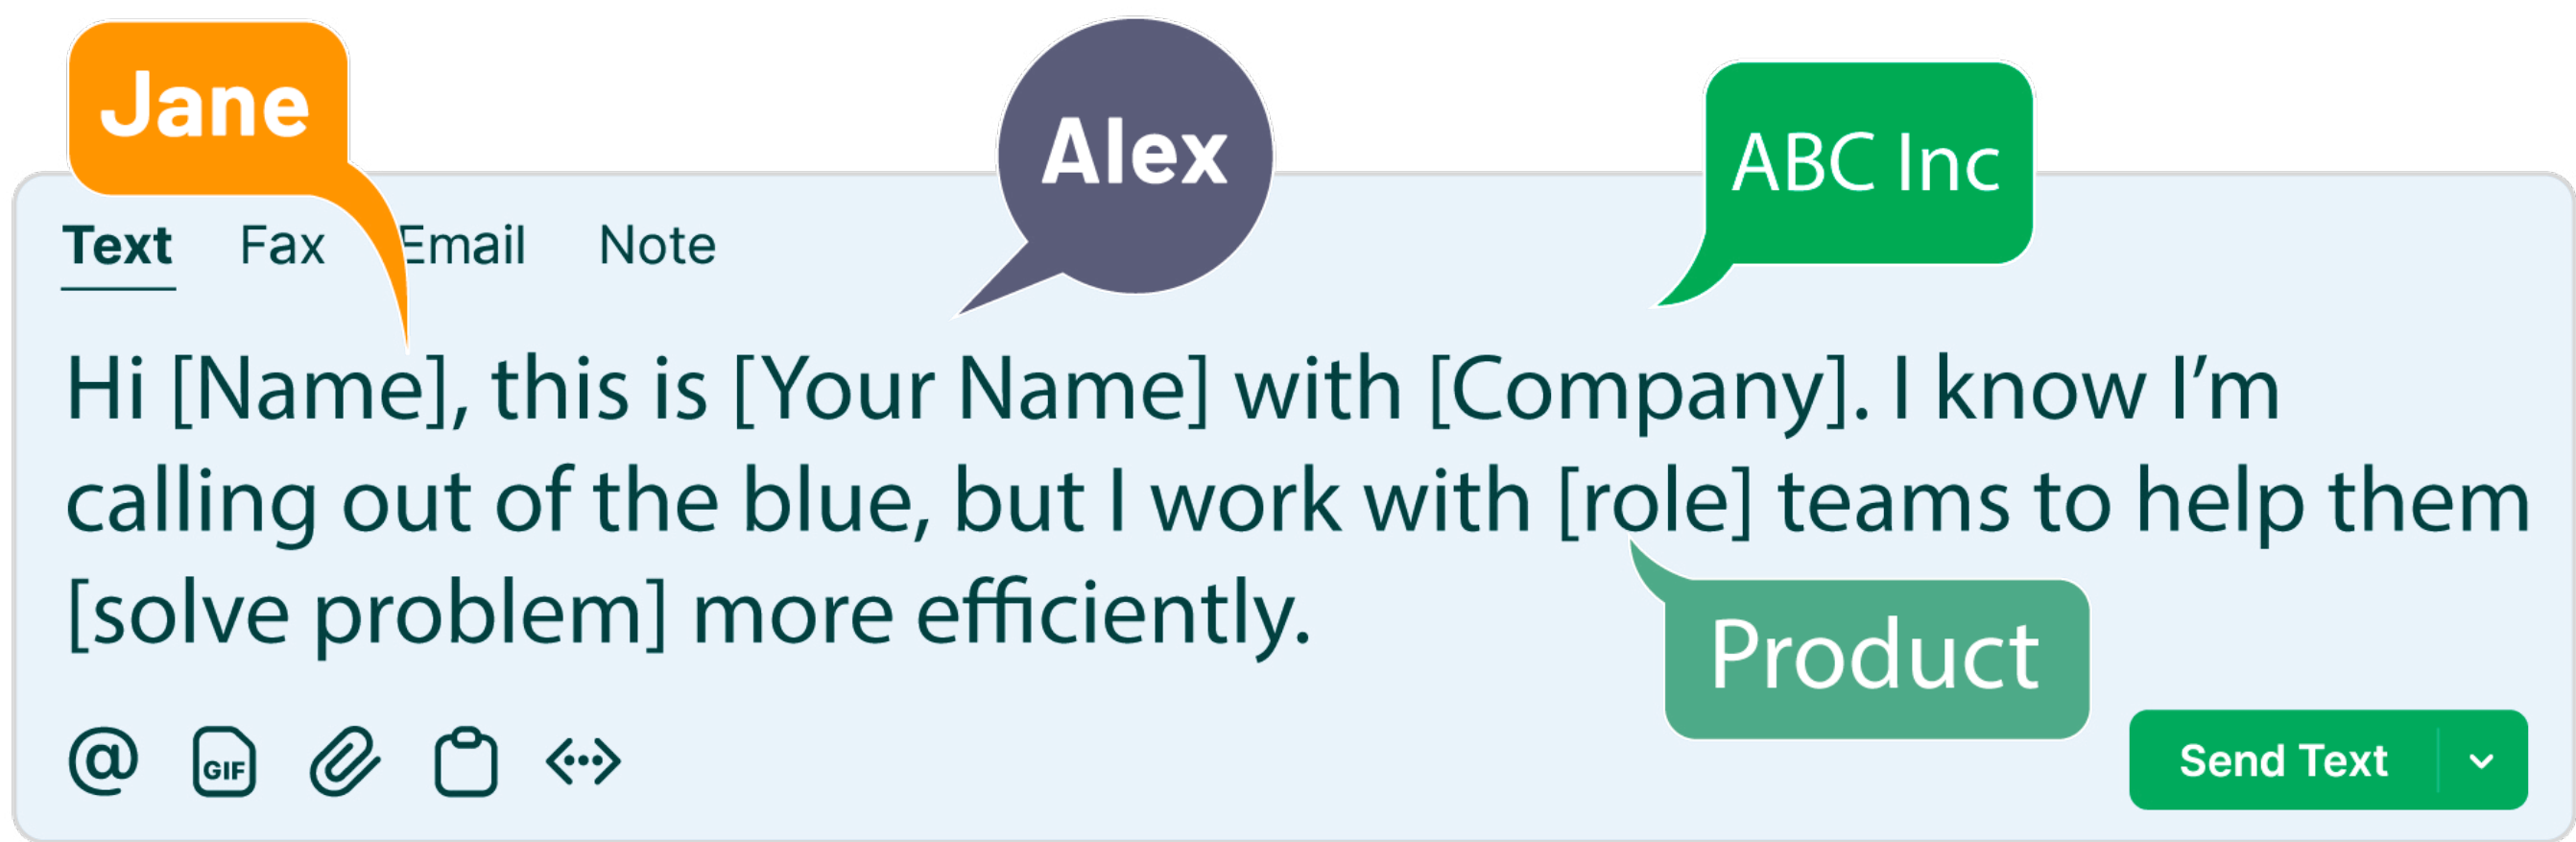 Jane
Alex
ABC Inc
Text Fax Email Note
Hi [Name], this is [Your Name] with [Company]. I know I’m
calling out of the blue, but I work with [role] teams to help them
[solve problem] more efficiently.
Product
@ GIF
Send Text